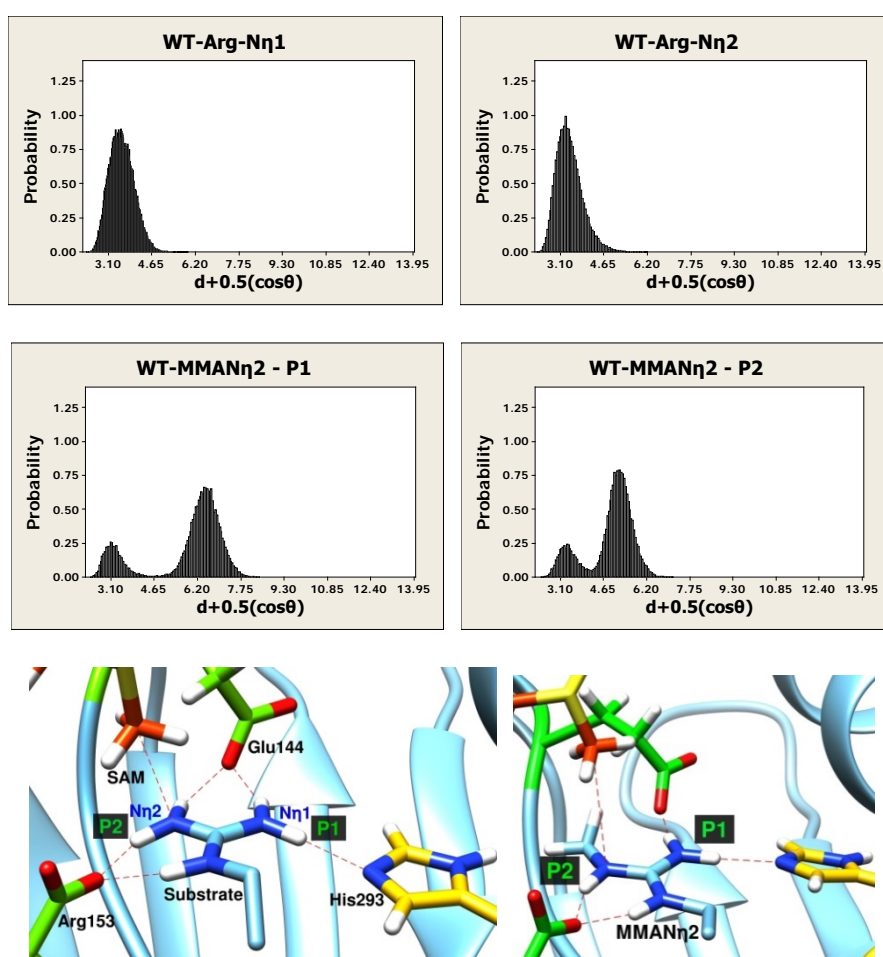 WT-Arg-Nη1
1.25
1.00
0.75
0.50
0.25
0.00
Probability
3.10 4.65 6.20 7.75 9.30 10.85 12.40 13.95
d+0.5(cosθ)
WT-Arg-Nη2
1.25
1.00
0.75
0.50
0.25
0.00
Probability
3.10 4.65 6.20 7.75 9.30 10.85 12.40 13.95
d+0.5(cosθ)
WT-MMANη2 - P1
1.25
1.00
0.75
0.50
0.25
0.00
Probability
3.10 4.65 6.20 7.75 9.30 10.85 12.40 13.95
d+0.5(cosθ)
WT-MMANη2 - P2
1.25
1.00
0.75
0.50
0.25
0.00
Probability
3.10 4.65 6.20 7.75 9.30 10.85 12.40 13.95
d+0.5(cosθ)
Glu144
SAM
Nη2 Nη1
P2 P1
Substrate
His293
Arg153
P1
P2
MMANη2